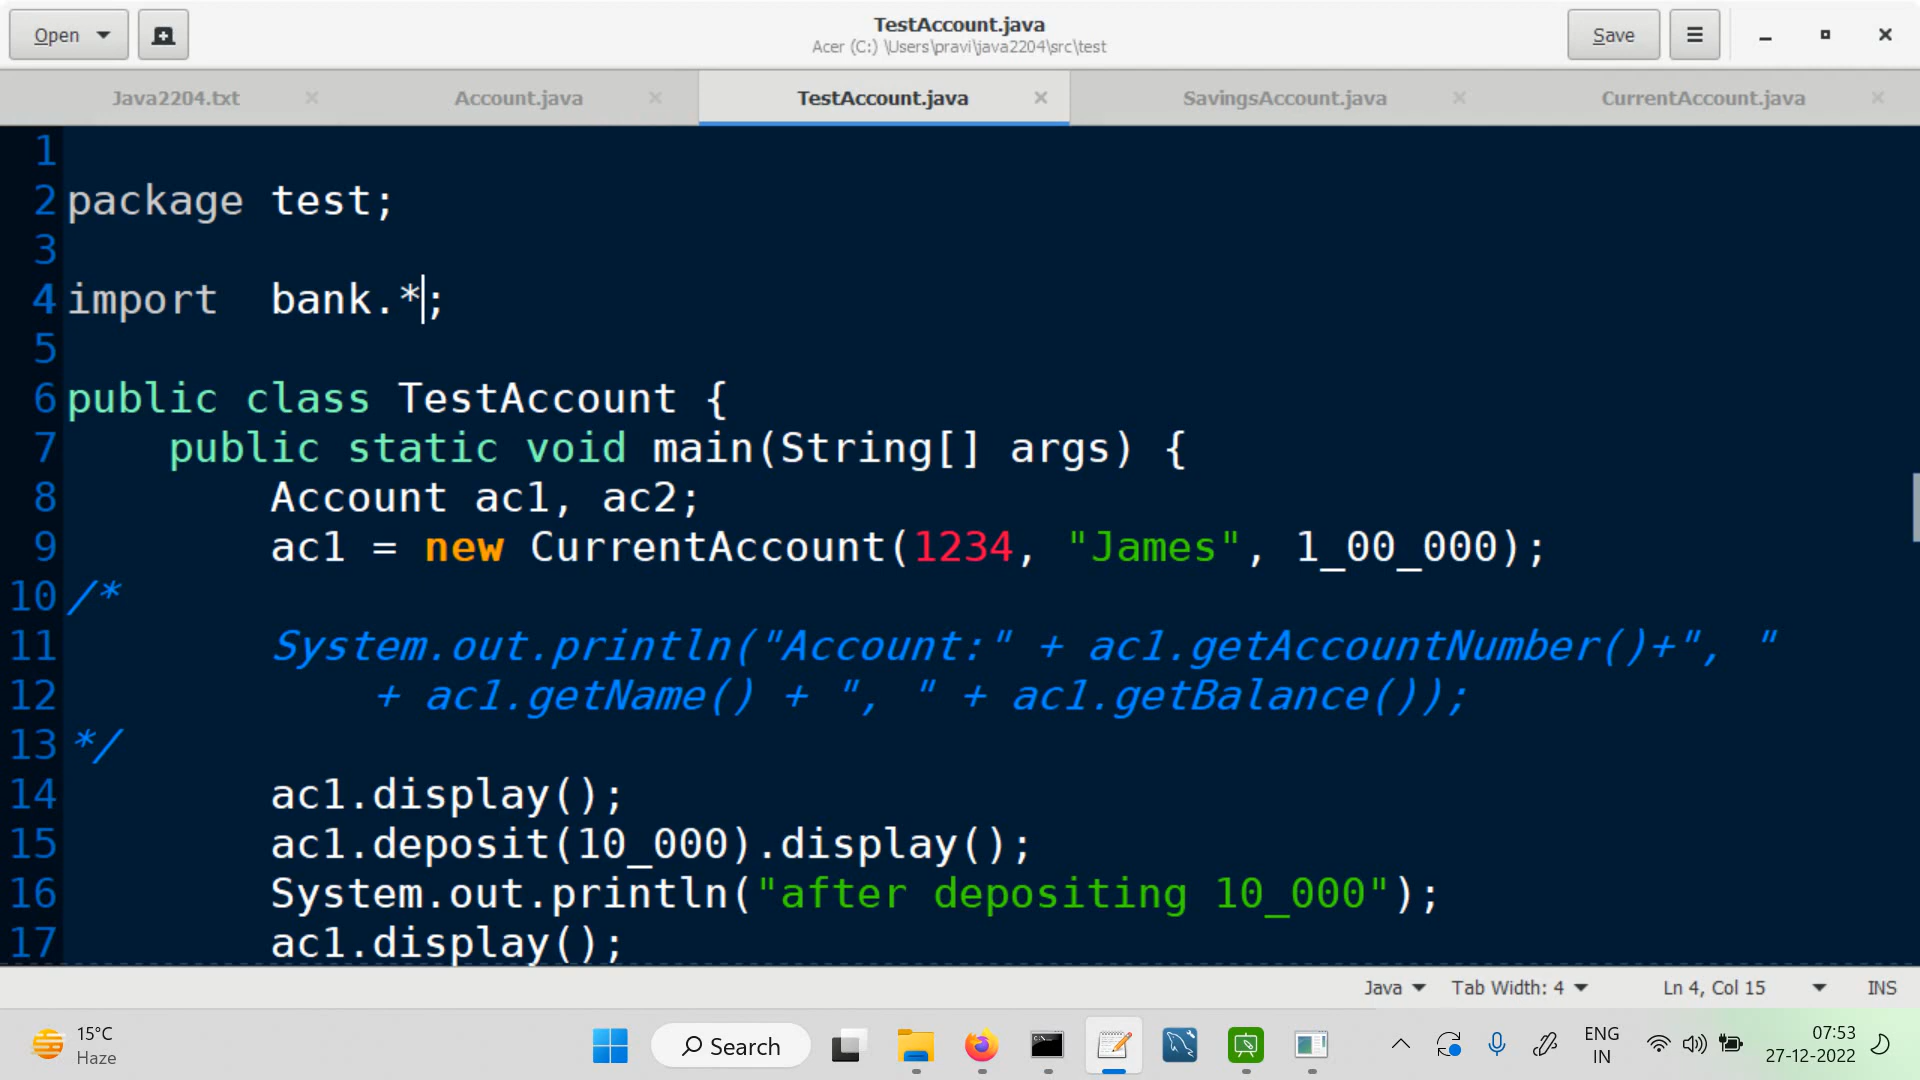 Open
TestAccount.java
Acer (C:) \Users\pravi\java2204\src\test
Save
Java2204.txt
Account.java
TestAccount.java
SavingsAccount.java
CurrentAccount.java
1
2 package test;
3
4 import  bank.*;
5
6 public class TestAccount {
7     public static void main(String[] args) {
8         Account ac1, ac2;
9         ac1 = new CurrentAccount(1234, "James", 1_00_000);
10 /*
11         System.out.println("Account:" + ac1.getAccountNumber()+", "
12             + ac1.getName() + ", " + ac1.getBalance());
13 */
14         ac1.display();
15         ac1.deposit(10_000).display();
16         System.out.println("after depositing 10_000");
17         ac1.display();
Java
Tab Width: 4
Ln 4, Col 15
INS
15°C
Haze
Search
ENG
IN
07:53
27-12-2022